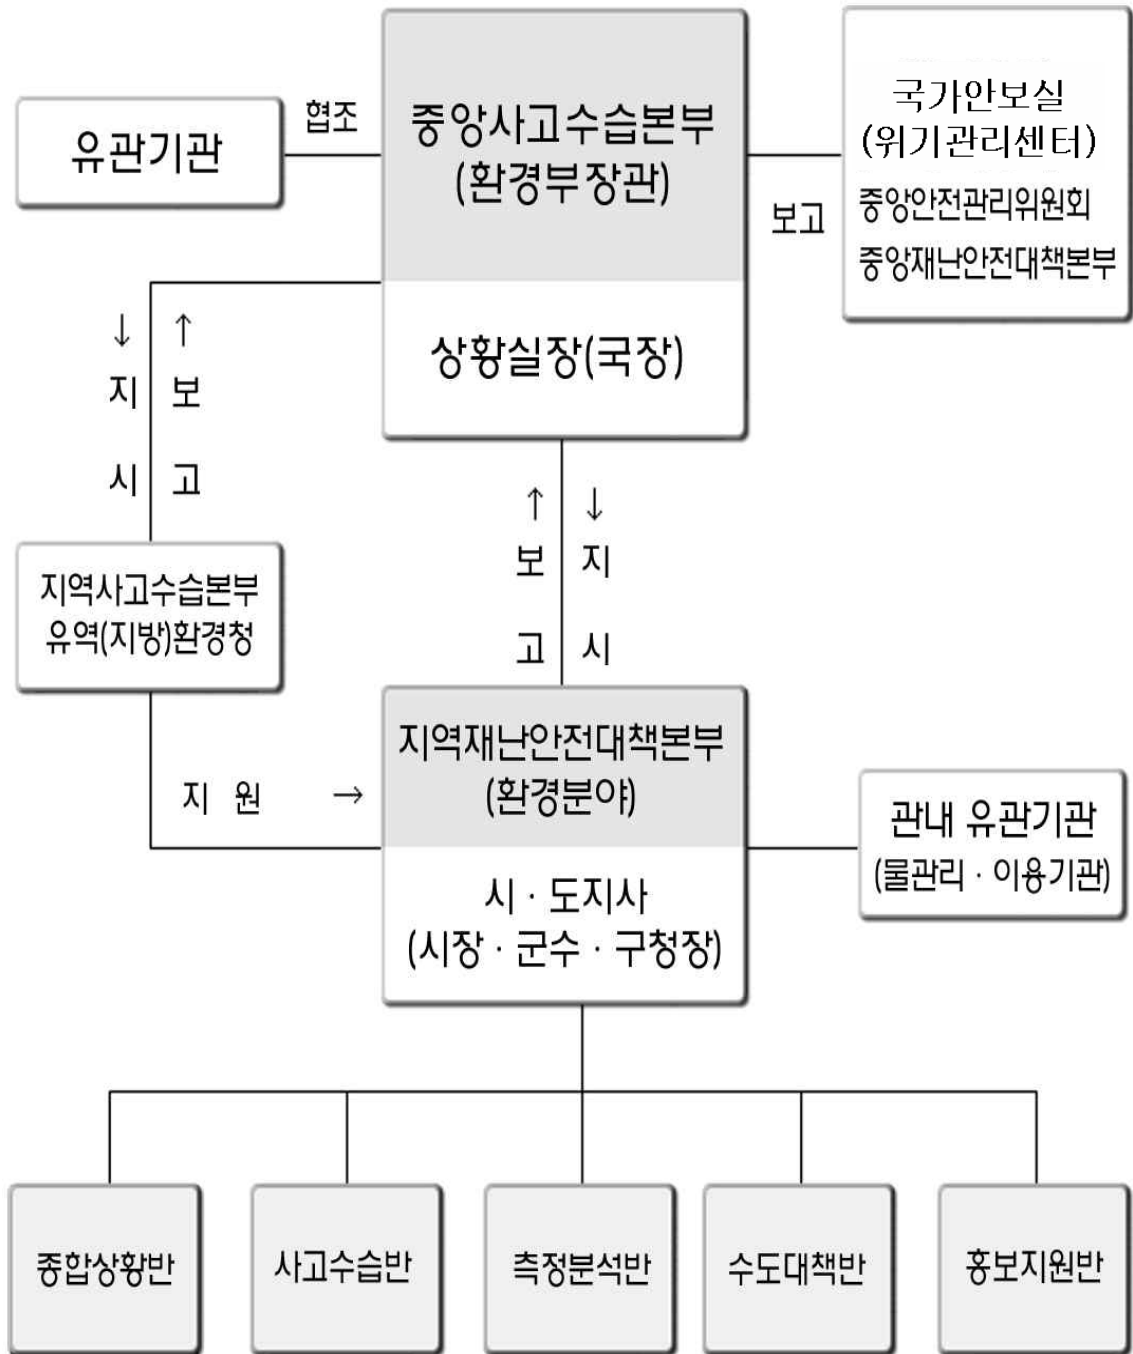 중앙사고수습본부
(환경부장관)
상황실장(국장)
유관기관
협조
보고
국가안보실
(위기관리센터)
중앙안전관리위원회
중앙재난안전대책본부
↓ ↑
지 보
시 고
↑ ↓
보 지
고 시
지역사고수습본부
유역(지방)환경청
지 원 →
지역재난안전대책본부
(환경분야)
시 · 도지사
(시장 · 군수 · 구청장)
관내 유관기관
(물관리 · 이용기관)
종합상황반
사고수습반
측정분석반
수도대책반
홍보지원반